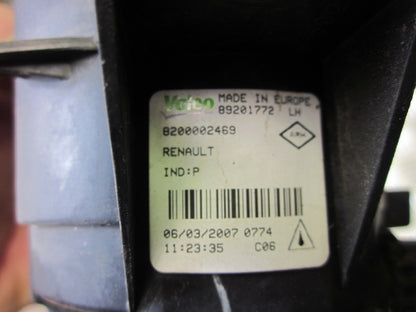 Valeo MADE IN EUROPE
89201772 LH
8200002469
RENAULT
IND:P
06/03/2007 0774
11:23:35 C06